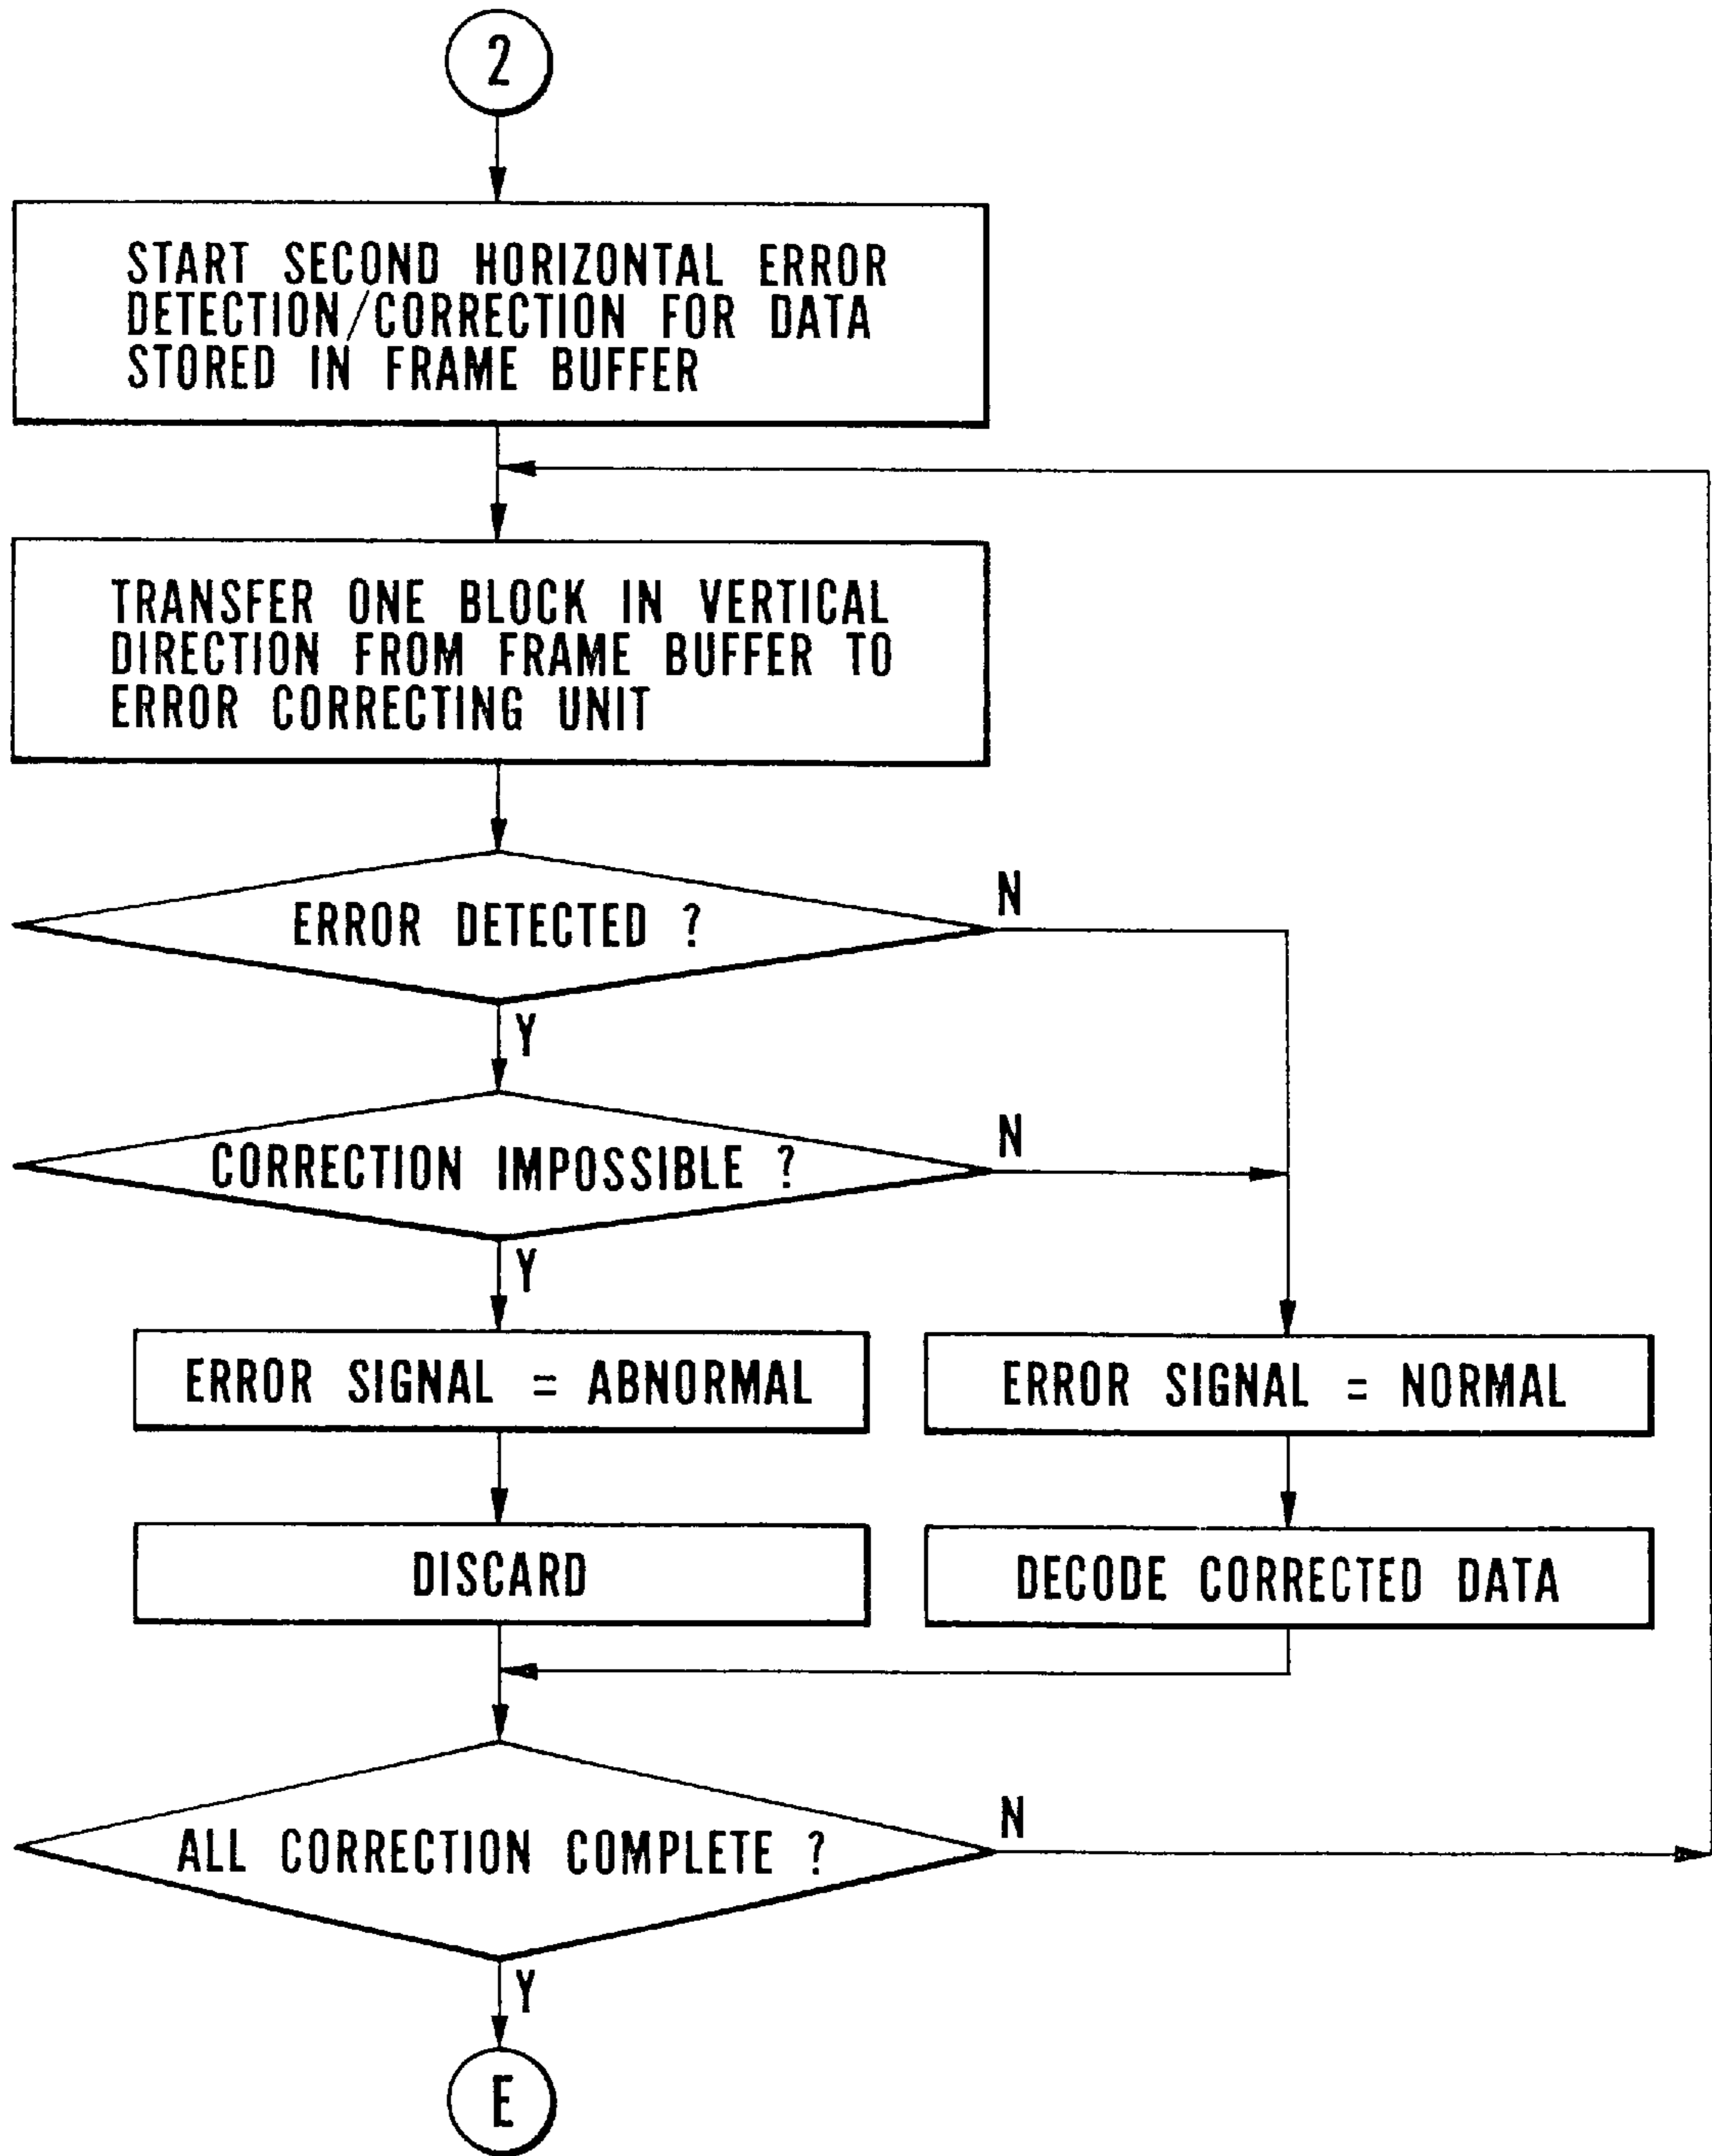 2
START SECOND HORIZONTAL ERROR
DETECTION/CORRECTION FOR DATA
STORED IN FRAME BUFFER
TRANSFER ONE BLOCK IN VERTICAL
DIRECTION FROM FRAME BUFFER TO
ERROR CORRECTING UNIT
ERROR DETECTED ?
N
Y
CORRECTION IMPOSSIBLE ?
N
Y
ERROR SIGNAL = ABNORMAL
ERROR SIGNAL = NORMAL
DISCARD
DECODE CORRECTED DATA
ALL CORRECTION COMPLETE ?
N
Y
E